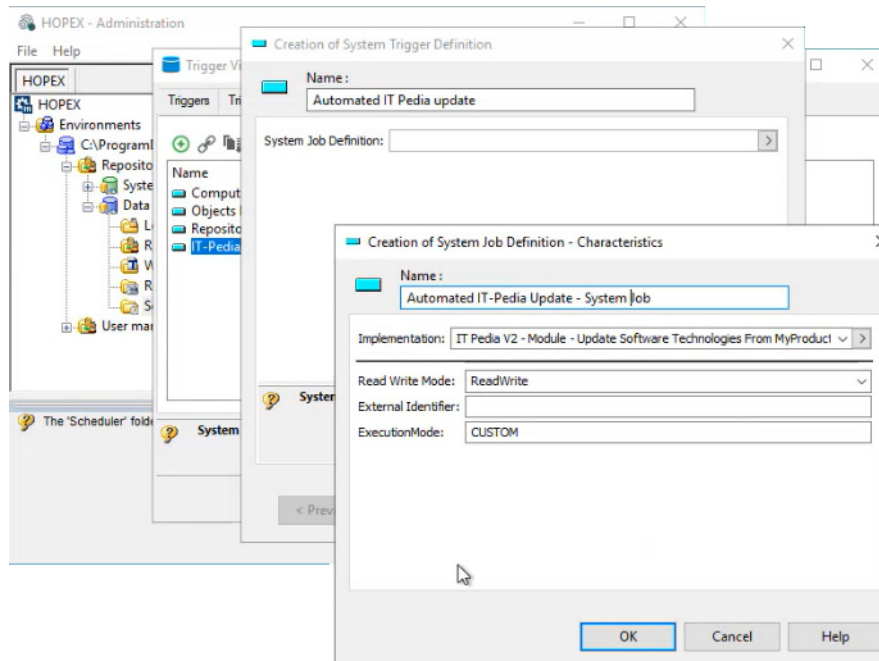 HOPEX - Administration
File Help
HOPEX
HOPEX
Environments
C:\Program
Reposito
Syste
Data
L
R
W
R
S
User ma
The 'Scheduler' folde
Trigger Vi
Triggers Tri
Name
Comput
Objects
Reposito
IT-Pedia
System
Creation of System Trigger Definition
Name :
Automated IT Pedia update
System Job Definition:
System
< Prev
Creation of System Job Definition - Characteristics
Name :
Automated IT-Pedia Update - System Job
Implementation: IT Pedia V2 - Module - Update Software Technologies From MyProduct
Read Write Mode: ReadWrite
External Identifier:
ExecutionMode: CUSTOM
OK Cancel Help